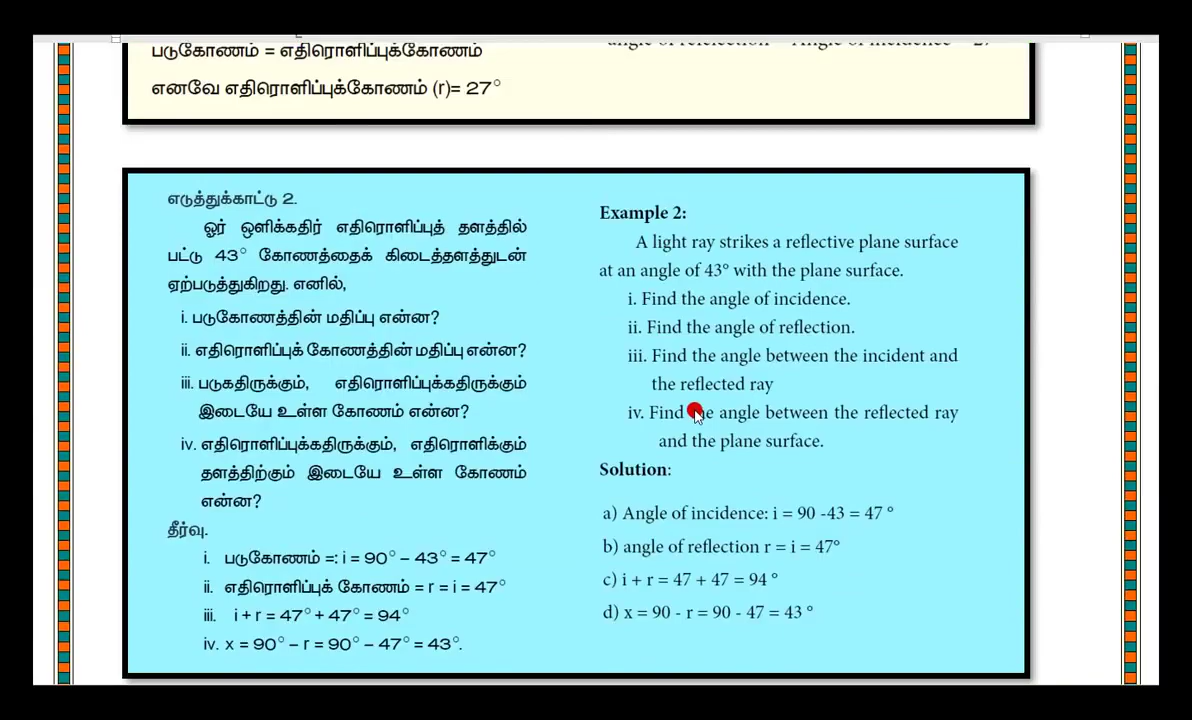 படுகோணம் = எதிரொளிப்புக்கோணம்
எனவே எதிரொளிப்புக்கோணம் (r)= 27°
எடுத்துக்காட்டு 2.
ஓர் ஒளிக்கதிர் எதிரொளிப்புத் தளத்தில்
பட்டு 43° கோணத்தைக் கிடைத்தளத்துடன்
ஏற்படுத்துகிறது. எனில்,
i. படுகோணத்தின் மதிப்பு என்ன?
ii. எதிரொளிப்புக் கோணத்தின் மதிப்பு என்ன?
iii. படுகதிருக்கும், எதிரொளிப்புக்கதிருக்கும்
இடையே உள்ள கோணம் என்ன?
iv. எதிரொளிப்புக்கதிருக்கும், எதிரொளிக்கும்
தளத்திற்கும் இடையே உள்ள கோணம்
என்ன?
தீர்வு.
i. படுகோணம் =: i = 90° – 43° = 47°
ii. எதிரொளிப்புக் கோணம் = r = i = 47°
iii. i + r = 47° + 47° = 94°
iv. x = 90° – r = 90° – 47° = 43°.
Example 2:
A light ray strikes a reflective plane surface
at an angle of 43° with the plane surface.
i. Find the angle of incidence.
ii. Find the angle of reflection.
iii. Find the angle between the incident and
the reflected ray
iv. Find the angle between the reflected ray
and the plane surface.
Solution:
a) Angle of incidence: i = 90 -43 = 47 °
b) angle of reflection r = i = 47°
c) i + r = 47 + 47 = 94 °
d) x = 90 - r = 90 - 47 = 43 °